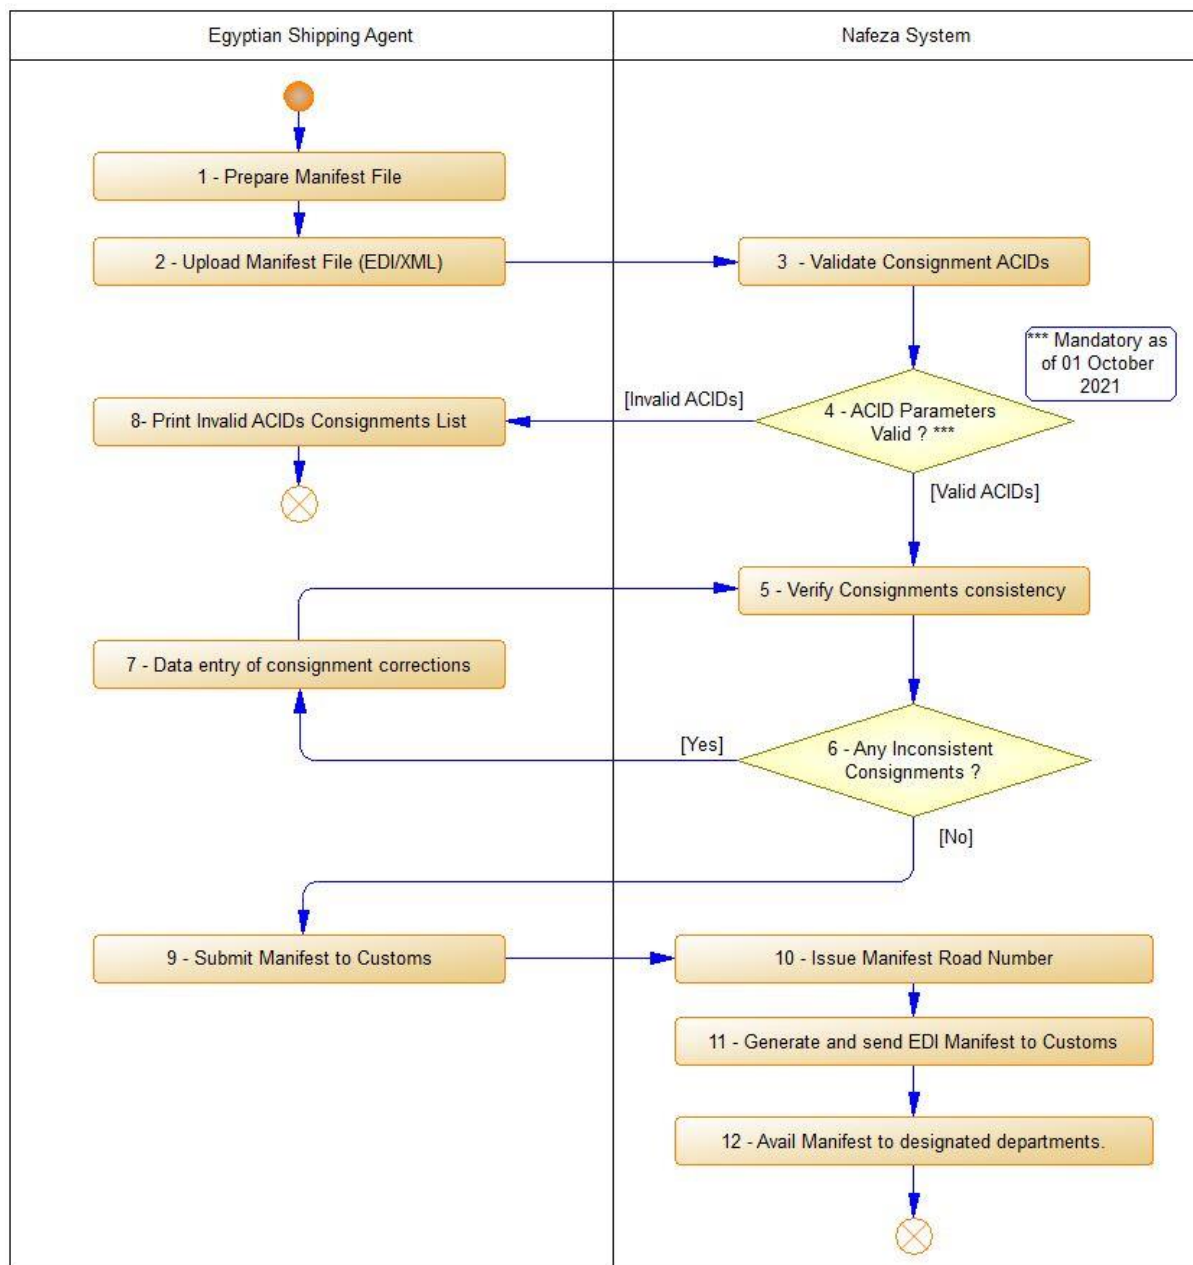 Egyptian Shipping Agent
Nafeza System
1 - Prepare Manifest File
2 - Upload Manifest File (EDI/XML)
3 - Validate Consignment ACIDs
*** Mandatory as
of 01 October
2021
[Invalid ACIDs]
4 - ACID Parameters
Valid ? ***
8- Print Invalid ACIDs Consignments List
[Valid ACIDs]
5 - Verify Consignments consistency
7 - Data entry of consignment corrections
[Yes]
6 - Any Inconsistent
Consignments ?
[No]
9 - Submit Manifest to Customs
10 - Issue Manifest Road Number
11 - Generate and send EDI Manifest to Customs
12 - Avail Manifest to designated departments.